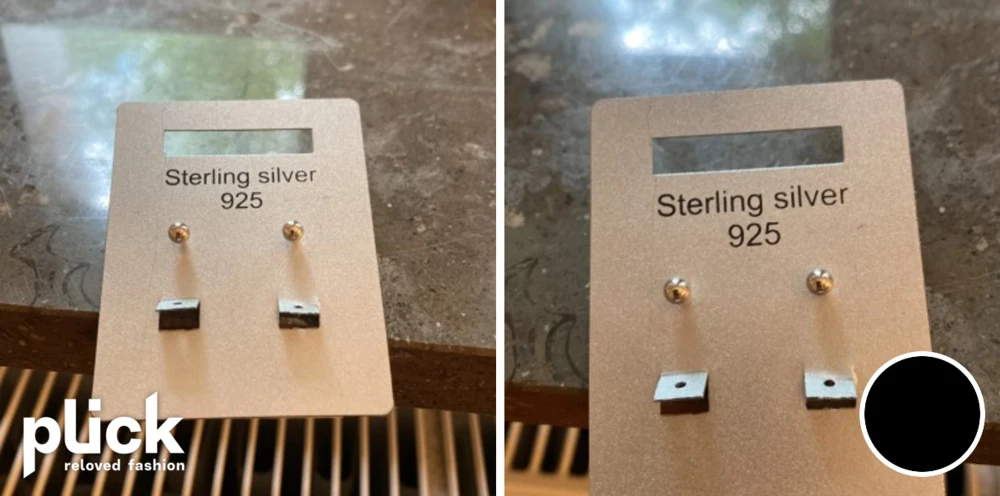 Sterling silver
925
plick
reloved fashion
Sterling silver
925